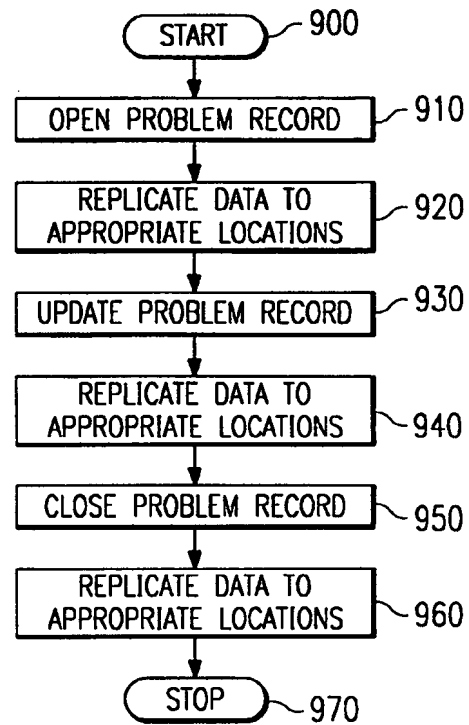 START 900
OPEN PROBLEM RECORD 910
REPLICATE DATA TO
APPROPRIATE LOCATIONS 920
UPDATE PROBLEM RECORD 930
REPLICATE DATA TO
APPROPRIATE LOCATIONS 940
CLOSE PROBLEM RECORD 950
REPLICATE DATA TO
APPROPRIATE LOCATIONS 960
STOP 970